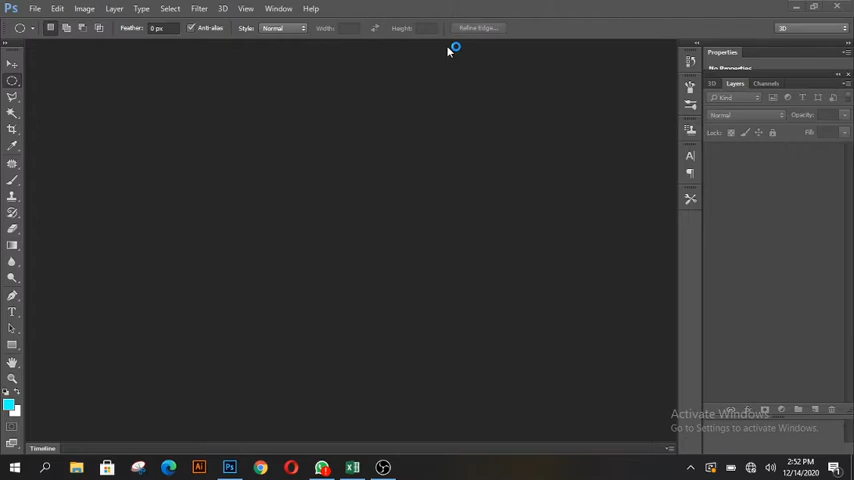 Ps File Edit Image Layer Type Select Filter 3D View Window Help
Feather: 0 px Anti-alias Style: Normal Width: Height: Refine Edge... 3D
Properties
No Properties
3D Layers Channels
Kind
Normal Opacity:
Lock: Fill:
Activate Windows
Go to Settings to activate Windows.
Timeline
Ai Ps 2:52 PM
12/14/2020